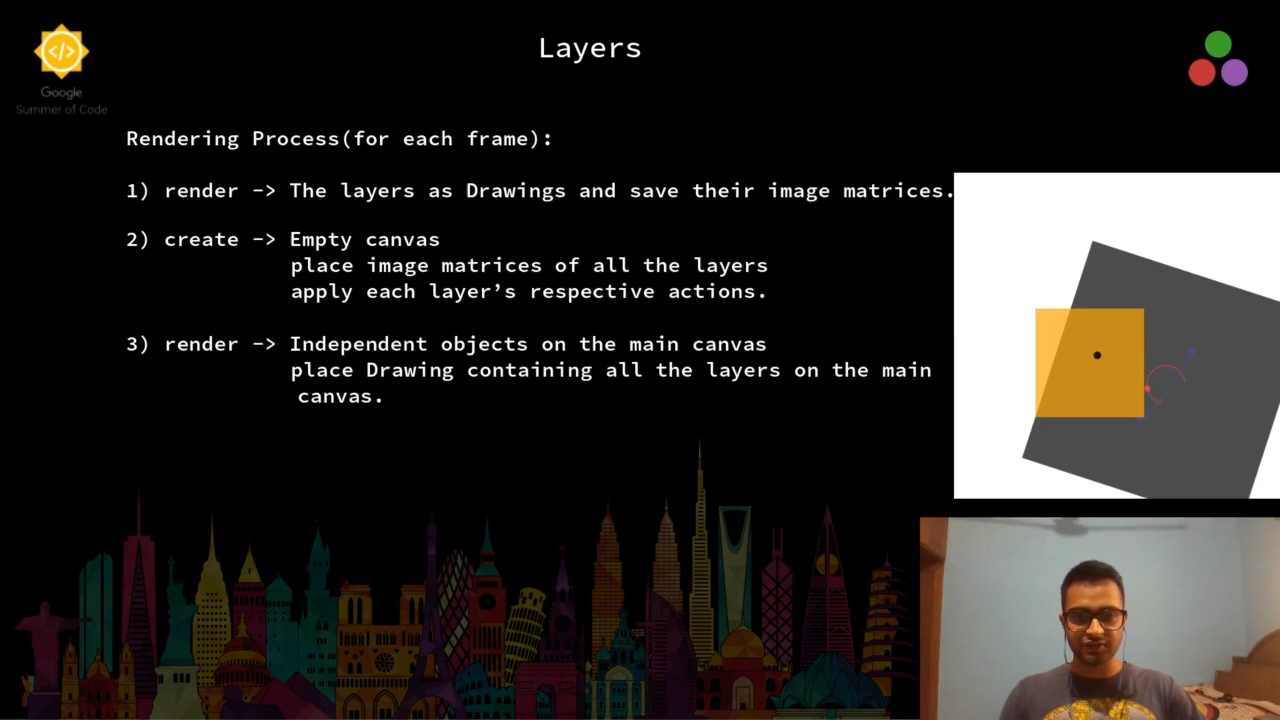 Layers
</>
Google
Summer of Code
Rendering Process(for each frame):
1) render -> The layers as Drawings and save their image matrices.
2) create -> Empty canvas
place image matrices of all the layers
apply each layer’s respective actions.
3) render -> Independent objects on the main canvas
place Drawing containing all the layers on the main
canvas.